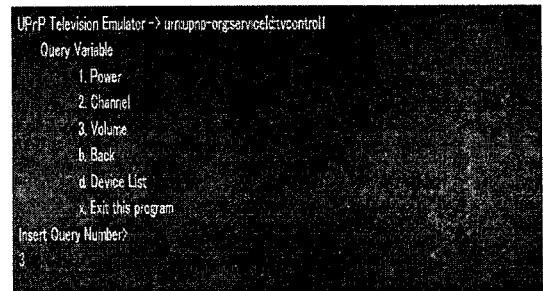 UPnP Television Emulator -> urn:upnp-org:serviceId:tvcontrol1
Query Variable
1. Power
2. Channel
3. Volume
b. Back
d. Device List
x. Exit this program
Insert Query Number>
3